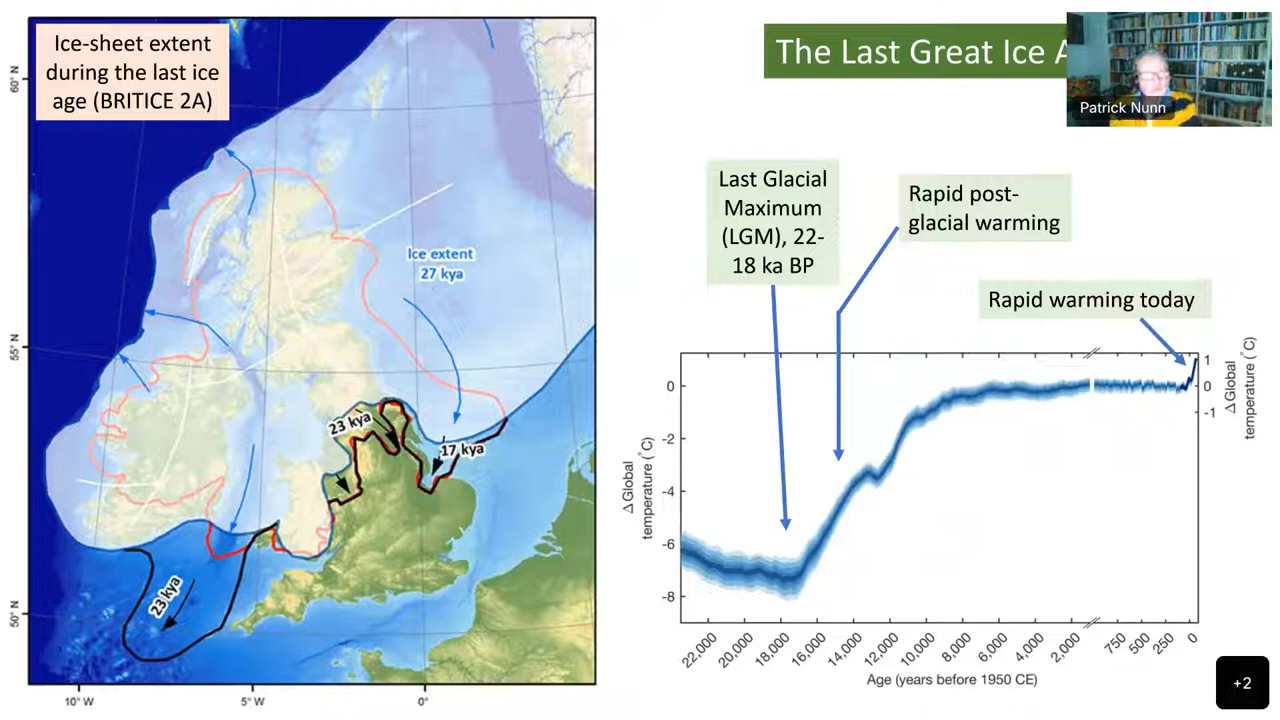 Ice-sheet extent
during the last ice
age (BRITICE 2A)
60° N
55° N
50° N
10° W
5° W
0°
Ice extent
27 kya
23 kya
17 kya
23 kya
The Last Great Ice A
Patrick Nunn
Last Glacial
Maximum
(LGM), 22-
18 ka BP
Rapid post-
glacial warming
Rapid warming today
Δ Global
temperature (°C)
0
-2
-4
-6
-8
1
0
-1
Δ Global
temperature (°C)
22,000
20,000
18,000
16,000
14,000
12,000
10,000
8,000
6,000
4,000
2,000
750
500
250
0
Age (years before 1950 CE)
+2